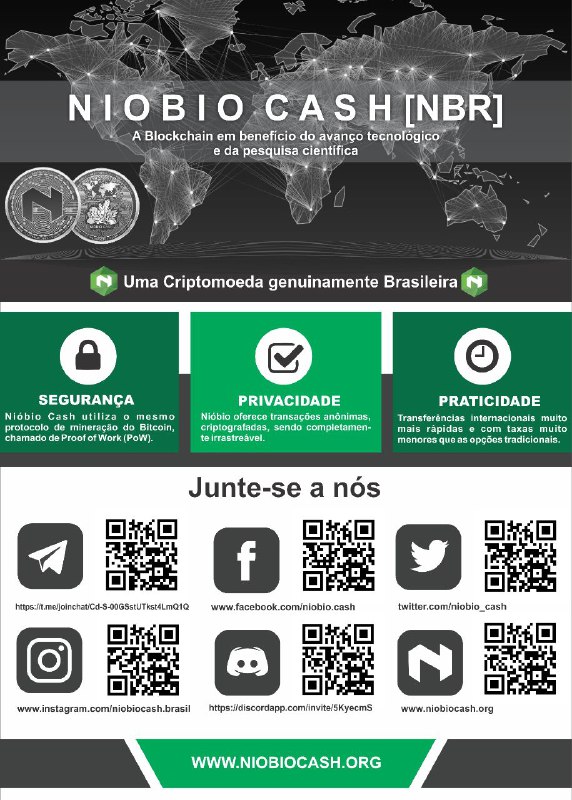 NIOBIO CASH [NBR]
A Blockchain em benefício do avanço tecnológico
e da pesquisa científica
Uma Criptomoeda genuinamente Brasileira
SEGURANÇA
Nióbio Cash utiliza o mesmo
protocolo de mineração do Bitcoin,
chamado de Proof of Work (PoW).
PRIVACIDADE
Nióbio oferece transações anônimas,
criptografadas, sendo completamen-
te irrastreável.
PRATICIDADE
Transferências internacionais muito
mais rápidas e com taxas muito
menores que as opções tradicionais.
Junte-se a nós
https://t.me/joinchat/Cd-S-00GSstUTkst4LmQ1Q
www.facebook.com/niobio.cash
twitter.com/niobio_cash
www.instagram.com/niobiocash.brasil
https://discordapp.com/invite/5KyecmS
www.niobiocash.org
WWW.NIOBIOCASH.ORG